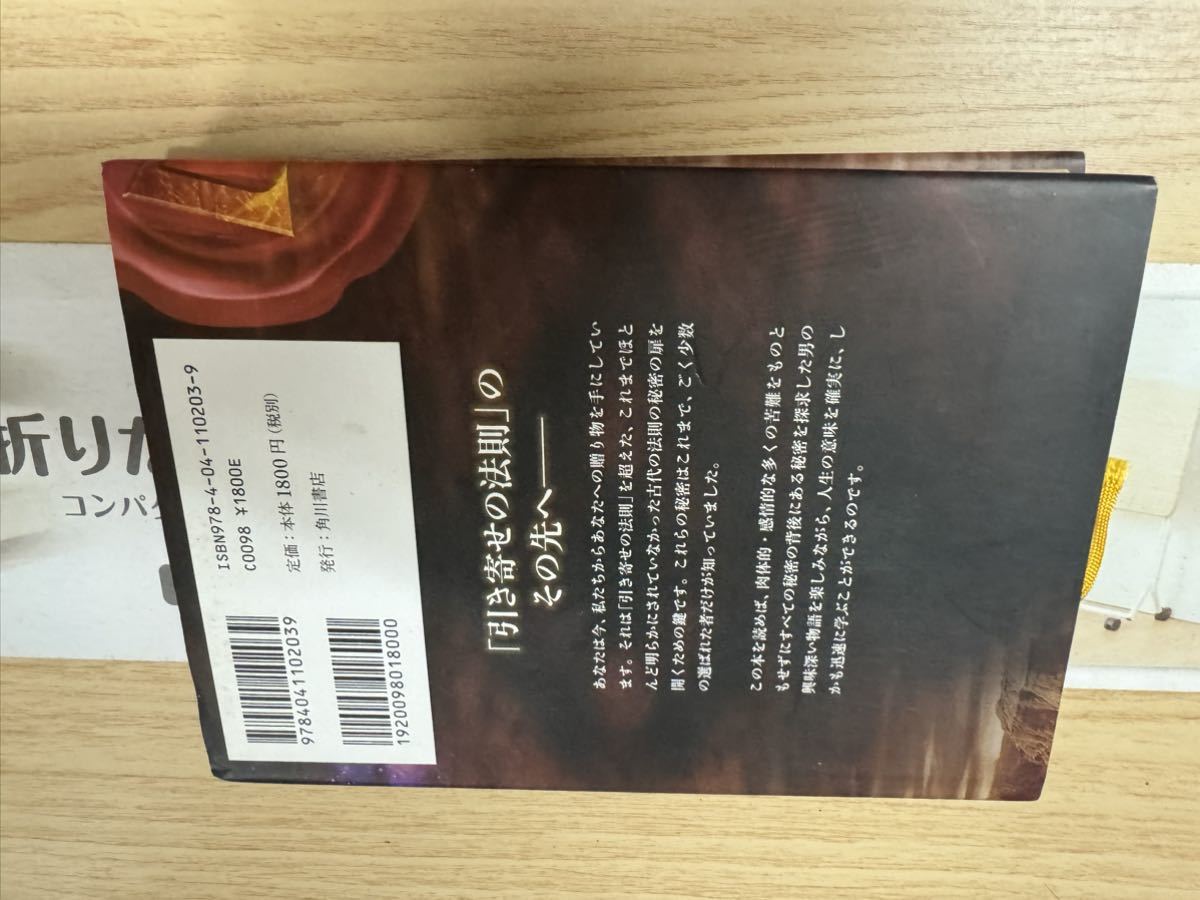 「引き寄せの法則」の
その先へ――
あなたは今、私たちからあなたへの贈り物を手にしてい
ます。それは「引き寄せの法則」を超えた、これまでほと
んど明らかにされていなかった古代の法則の秘密の扉を
開くための鍵です。これらの秘密はこれまで、ごく少数
の選ばれた者だけが知っていました。
この本を読めば、肉体的・感情的な多くの苦難をものと
もせずにすべての秘密の背後にある秘密を探求した男の
興味深い物語を楽しみながら、人生の意味を確実に、し
かも迅速に学ぶことができるのです。
ISBN978-4-04-110203-9
C0098 ¥1800E
定価:本体1800円(税別)
発行:角川書店
9784041102039
1920098018000
折りた
コンパク